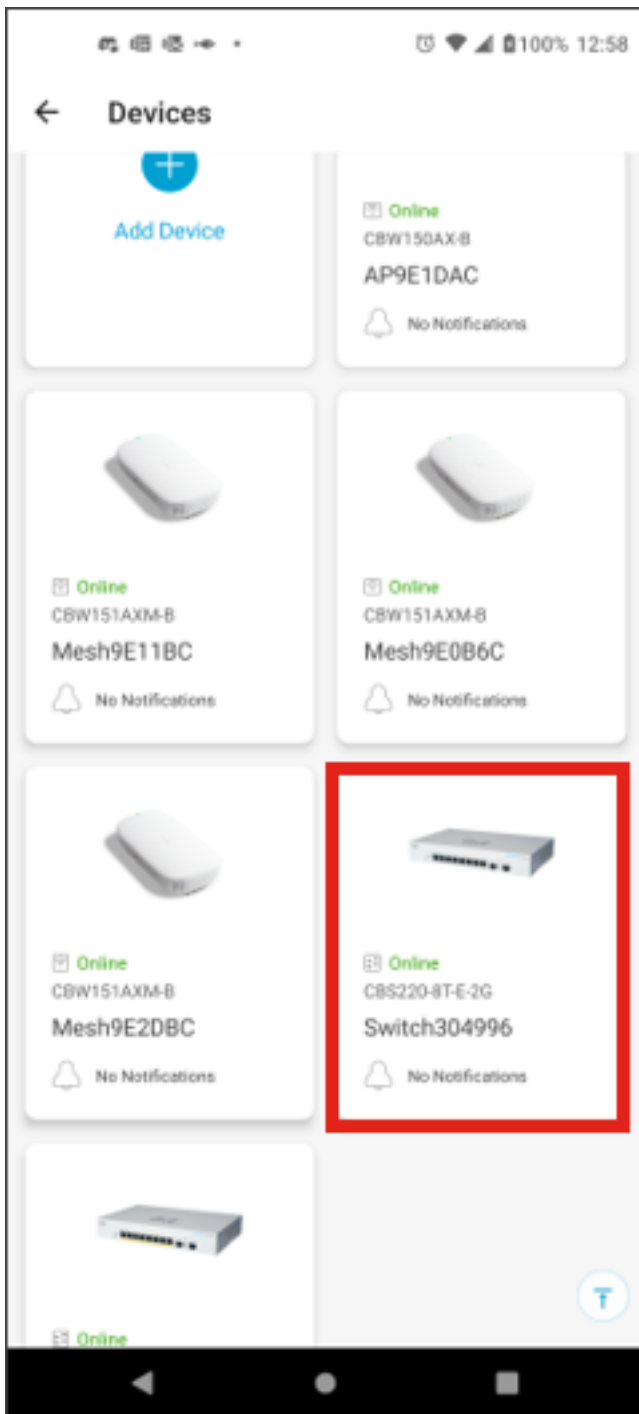 100% 12:58
Devices
Add Device
Online
CBW150AX-B
AP9E1DAC
No Notifications
Online
CBW151AXM-B
Mesh9E11BC
No Notifications
Online
CBW151AXM-B
Mesh9E0B6C
No Notifications
Online
CBW151AXM-B
Mesh9E2DBC
No Notifications
Online
CBS220-8T-E-2G
Switch304996
No Notifications
Online